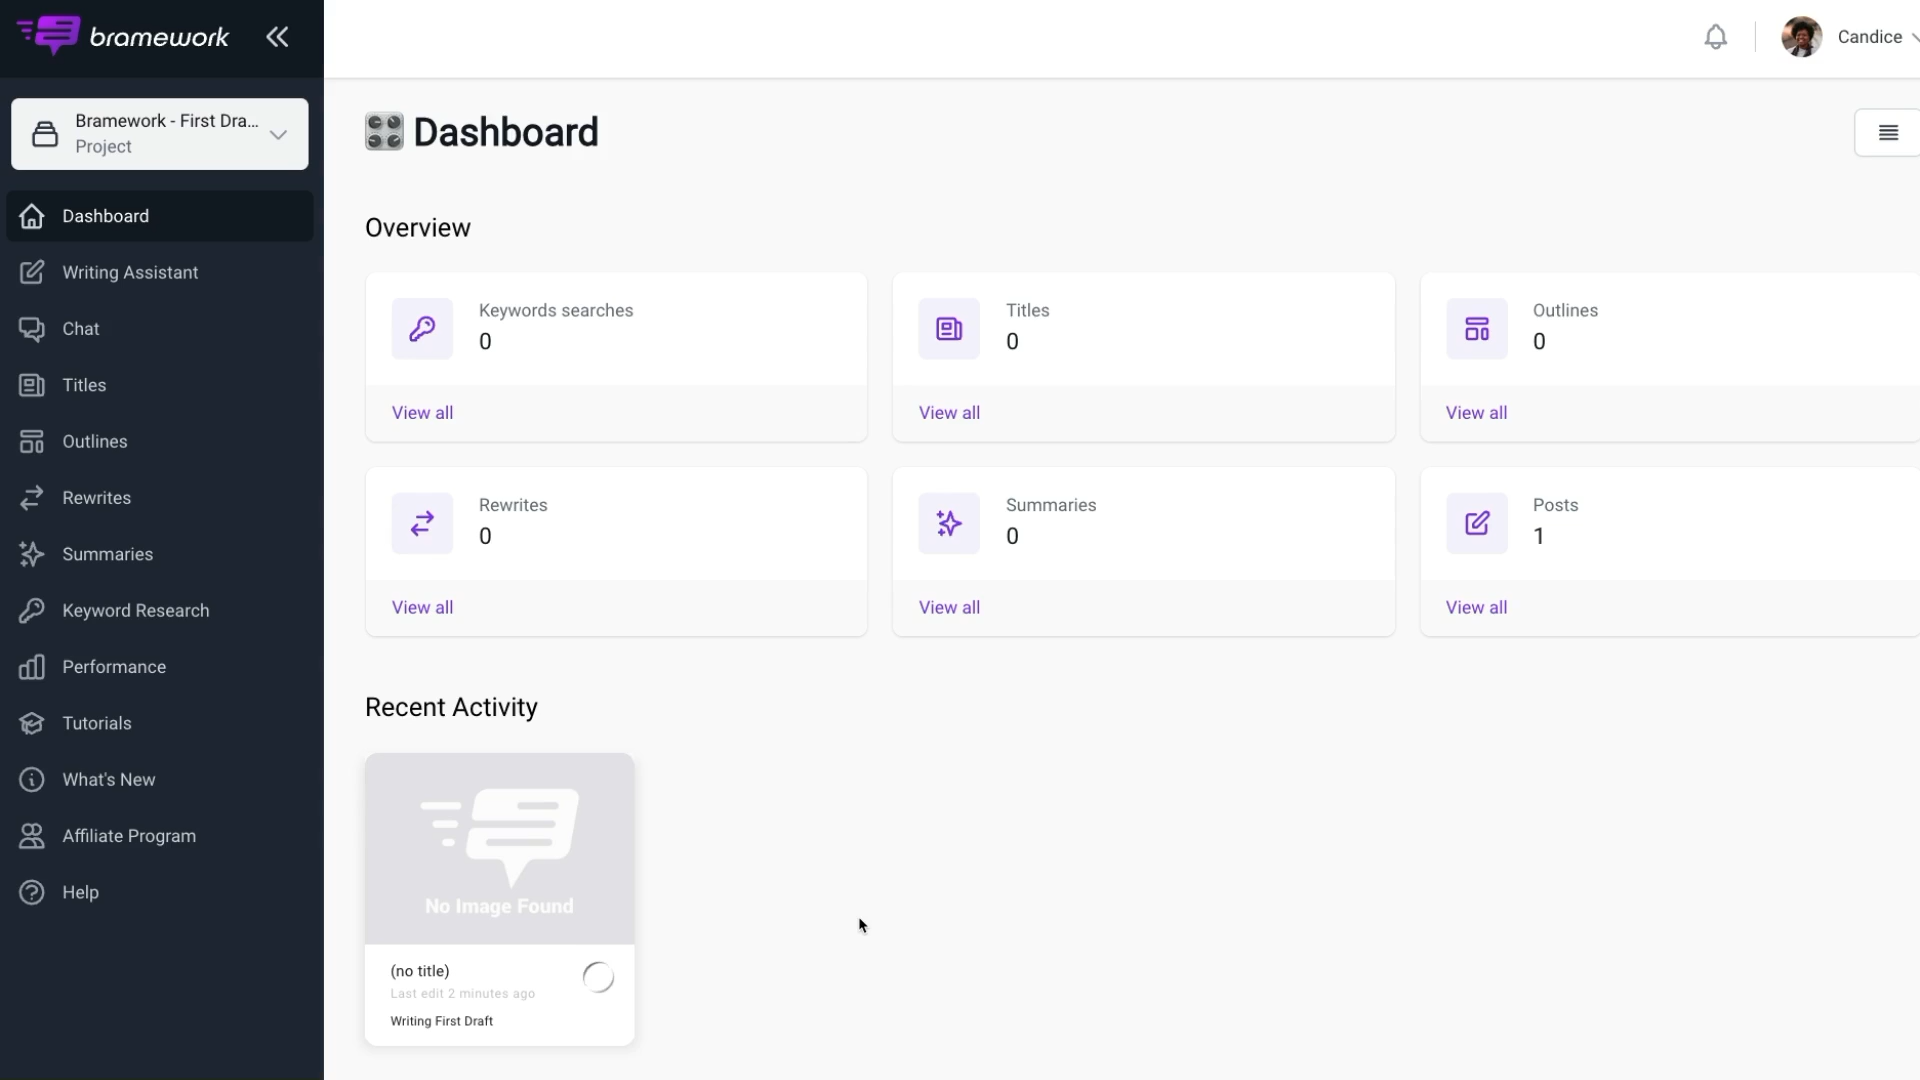 bramework
Candice
Bramework - First Dra...
Project
Dashboard
Writing Assistant
Chat
Titles
Outlines
Rewrites
Summaries
Keyword Research
Performance
Tutorials
What's New
Affiliate Program
Help
Dashboard
Overview
Keywords searches
0
View all
Titles
0
View all
Outlines
0
View all
Rewrites
0
View all
Summaries
0
View all
Posts
1
View all
Recent Activity
No Image Found
(no title)
Last edit 2 minutes ago
Writing First Draft